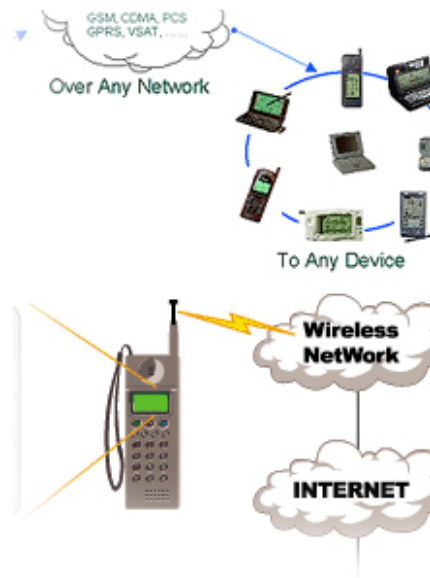 GSM, CDMA, PCS
GPRS, VSAT, ......
Over Any Network
To Any Device
Wireless
NetWork
INTERNET